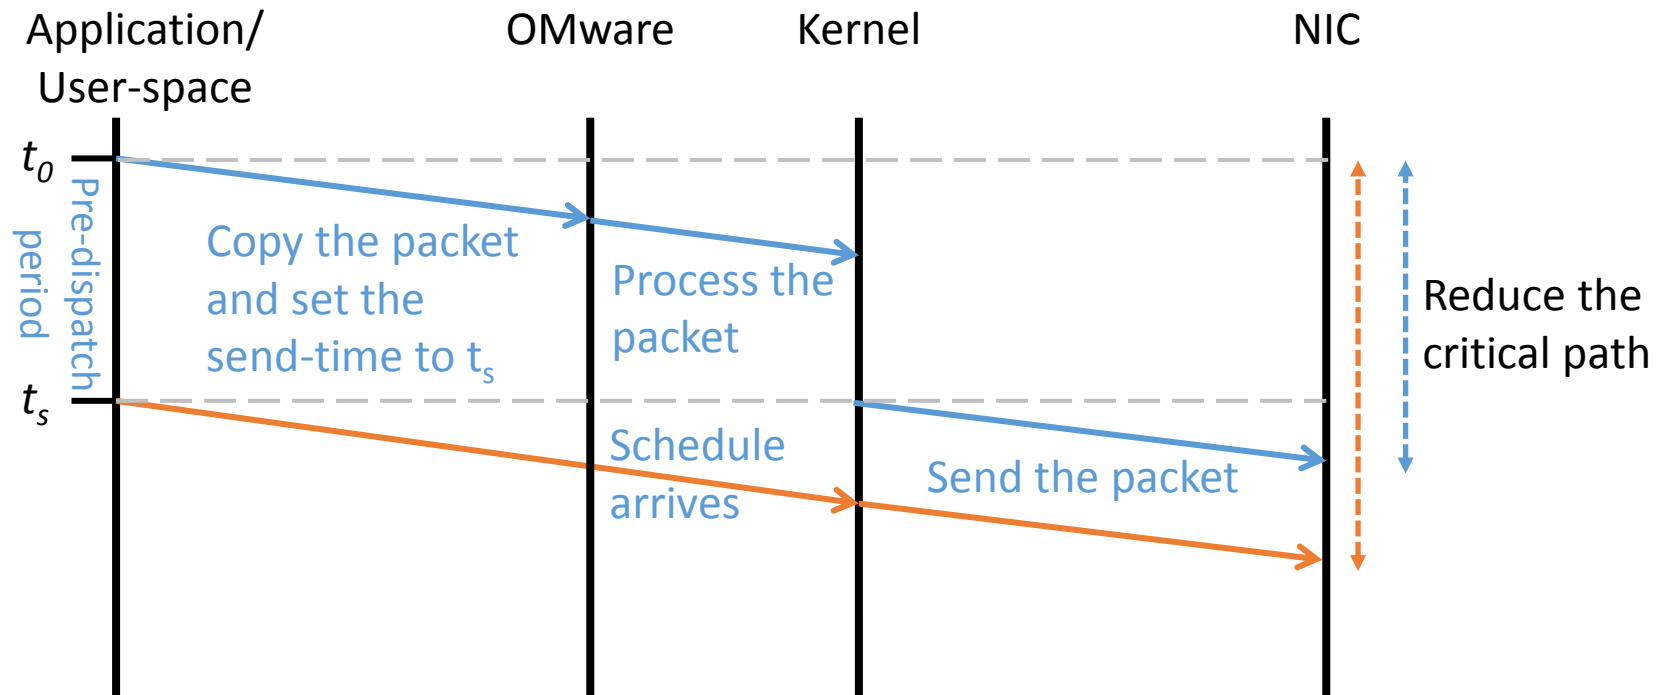 Application/
User-space
OMware
Kernel
NIC
t0
Pre-dispatch
period
Copy the packet
and set the
send-time to ts
Process the
packet
Reduce the
critical path
ts
Schedule
arrives
Send the packet